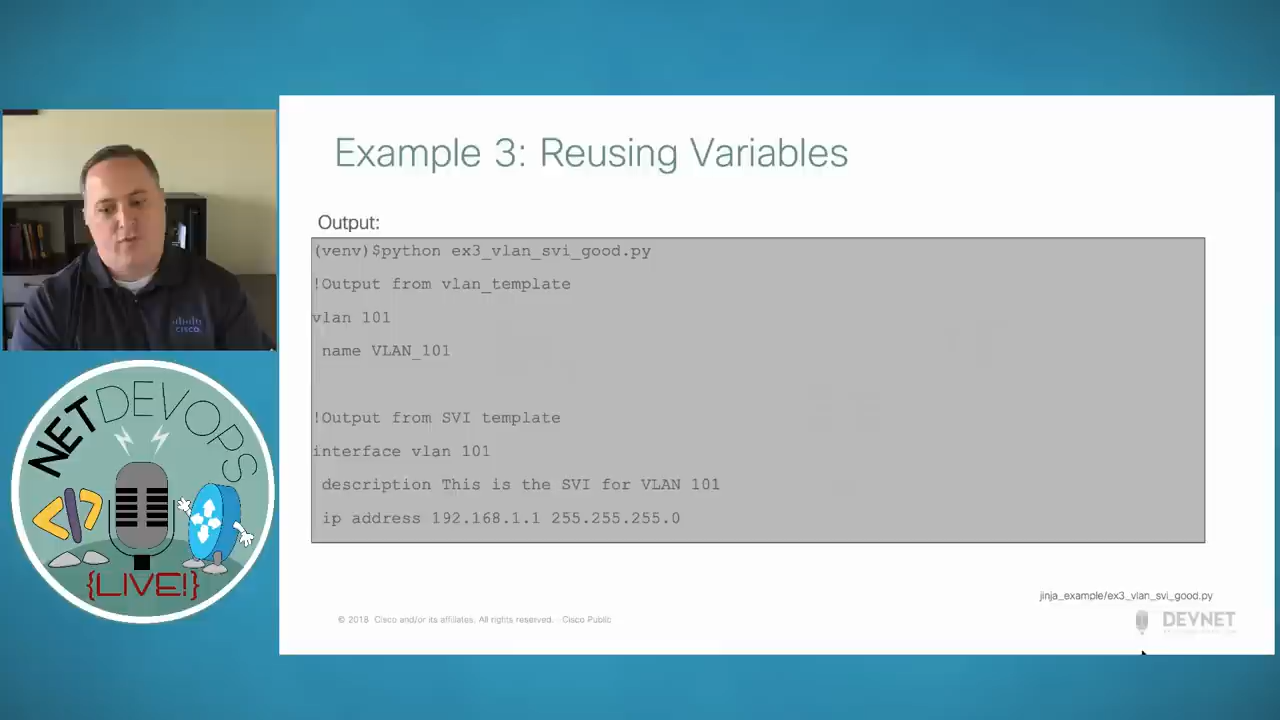 Example 3: Reusing Variables
Output:
(venv)$python ex3_vlan_svi_good.py
!Output from vlan_template
vlan 101
 name VLAN_101
!Output from SVI template
interface vlan 101
 description This is the SVI for VLAN 101
 ip address 192.168.1.1 255.255.255.0
jinja_example/ex3_vlan_svi_good.py
© 2018 Cisco and/or its affiliates. All rights reserved. Cisco Public
DEVNET
CISCO
NETDEVOPS
</>
{LIVE!}